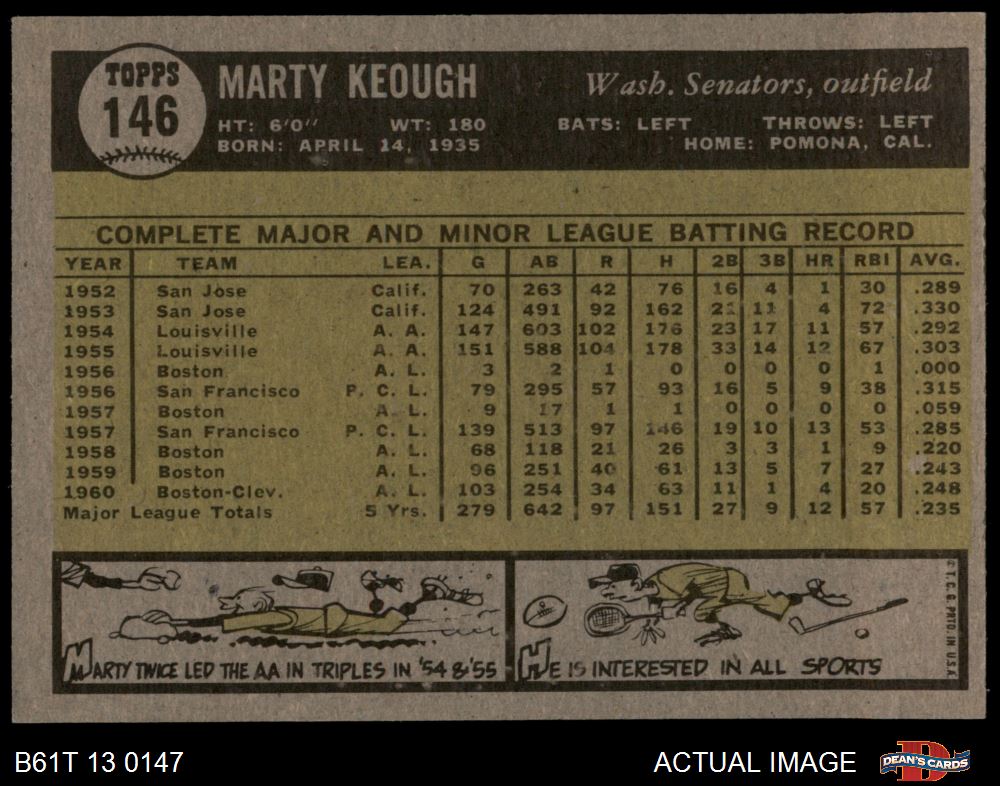 TOPPS
146
MARTY KEOUGH
Wash. Senators, outfield
HT: 6'0" WT: 180 BATS: LEFT THROWS: LEFT
BORN: APRIL 14, 1935 HOME: POMONA, CAL.
COMPLETE MAJOR AND MINOR LEAGUE BATTING RECORD
YEAR TEAM LEA. G AB R H 2B 3B HR RBI AVG.
1952 San Jose Calif. 70 263 42 76 16 4 1 30 .289
1953 San Jose Calif. 124 491 92 162 21 11 4 72 .330
1954 Louisville A. A. 147 603 102 176 23 17 11 57 .292
1955 Louisville A. A. 151 588 104 178 33 14 12 67 .303
1956 Boston A. L. 3 2 1 0 0 0 0 1 .000
1956 San Francisco P. C. L. 79 295 57 93 16 5 9 38 .315
1957 Boston A. L. 9 17 1 1 0 0 0 0 .059
1957 San Francisco P. C. L. 139 513 97 146 19 10 13 53 .285
1958 Boston A. L. 68 118 21 26 3 3 1 9 .220
1959 Boston A. L. 96 251 40 61 13 5 7 27 .243
1960 Boston-Clev. A. L. 103 254 34 63 11 1 4 20 .248
Major League Totals 5 Yrs. 279 642 97 151 27 9 12 57 .235
MARTY TWICE LED THE AA IN TRIPLES IN '54 & '55
HE IS INTERESTED IN ALL SPORTS
© T. C. G. PRTD. IN U.S.A.
B61T 13 0147
ACTUAL IMAGE
D
DEAN'S CARDS